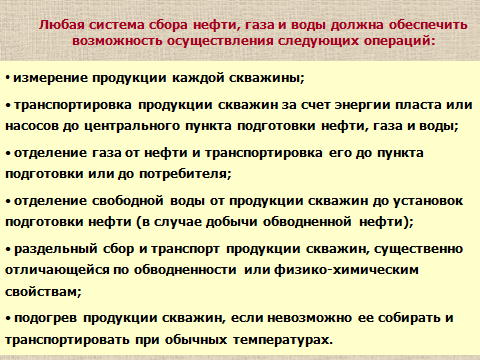 Любая система сбора нефти, газа и воды должна обеспечить
возможность осуществления следующих операций:
• измерение продукции каждой скважины;
• транспортировка продукции скважин за счет энергии пласта или
насосов до центрального пункта подготовки нефти, газа и воды;
• отделение газа от нефти и транспортировка его до пункта
подготовки или до потребителя;
• отделение свободной воды от продукции скважин до установок
подготовки нефти (в случае добычи обводненной нефти);
• раздельный сбор и транспорт продукции скважин, существенно
отличающейся по обводненности или физико-химическим
свойствам;
• подогрев продукции скважин, если невозможно ее собирать и
транспортировать при обычных температурах.